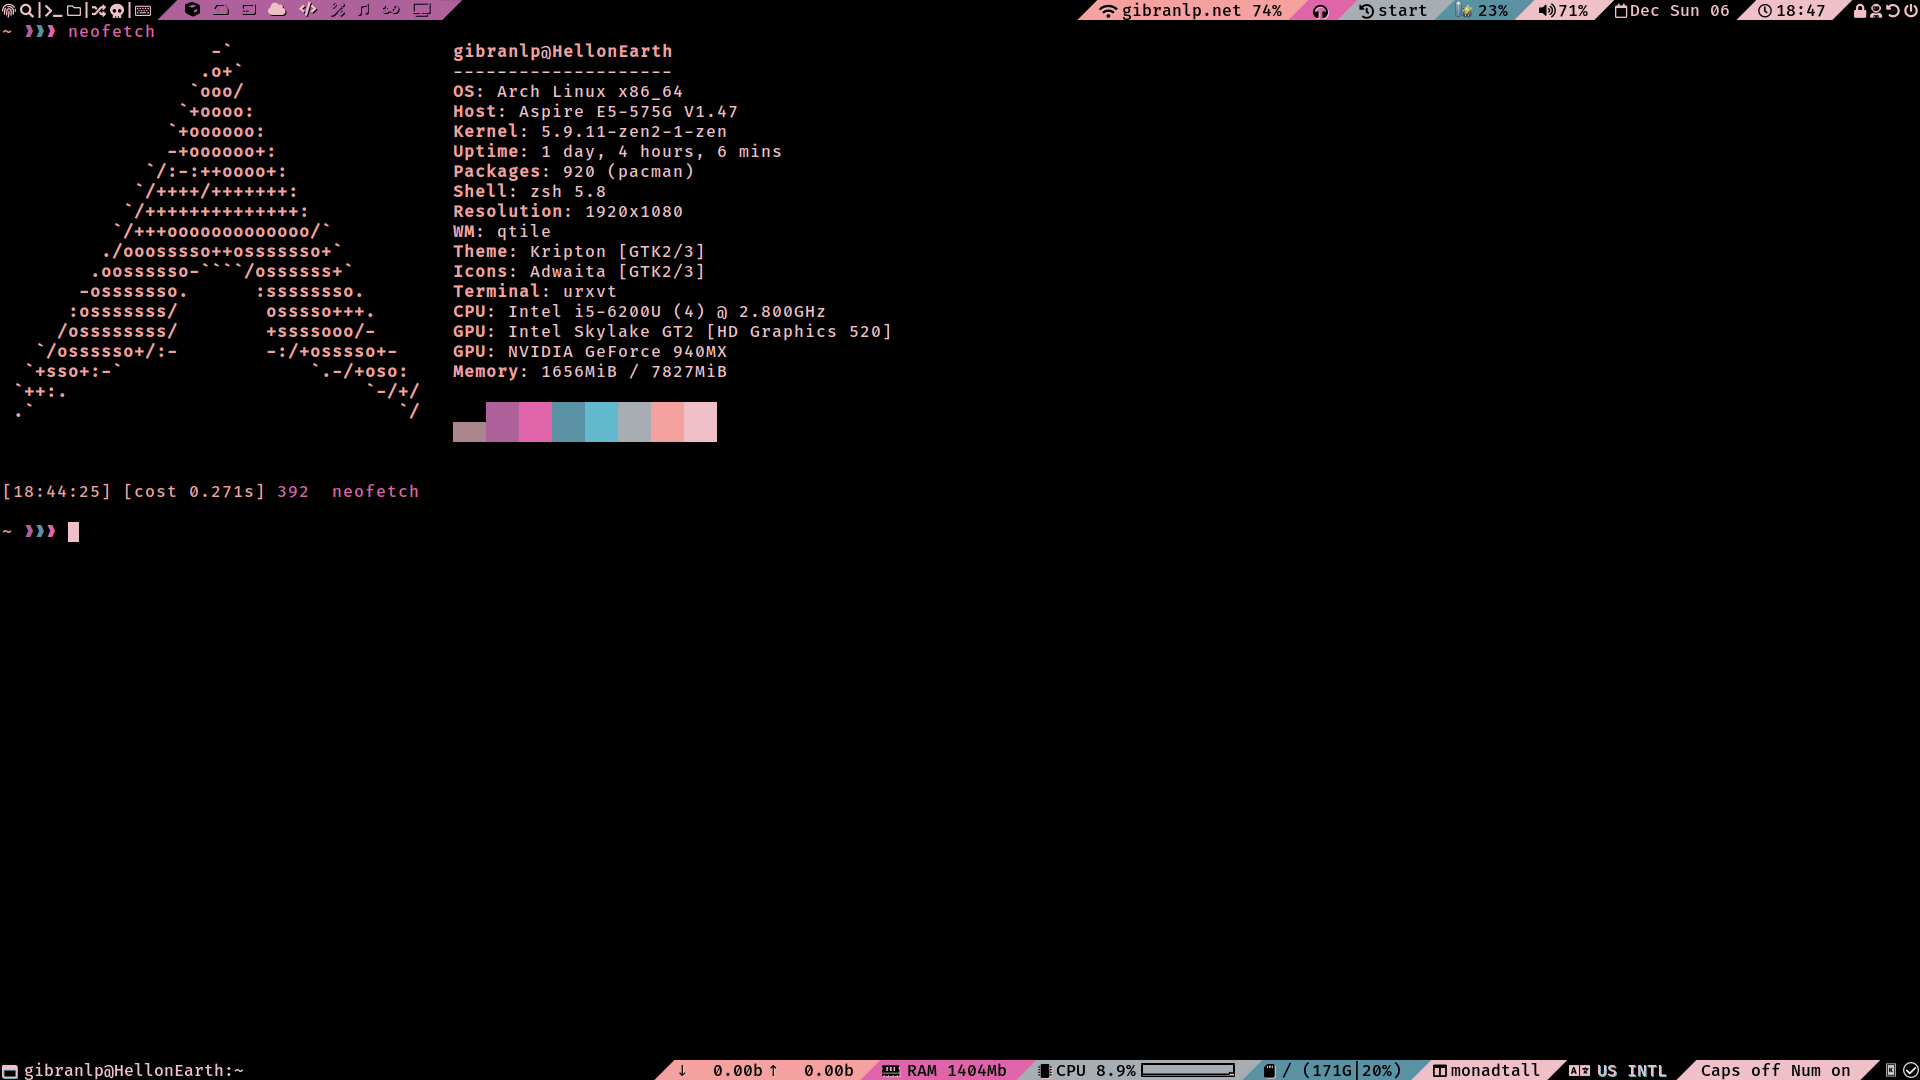 gibranlp.net 74% start 23% 71% Dec Sun 06 18:47
~ ❱❱❱ neofetch
-`
.o+`
`ooo/
`+oooo:
`+oooooo:
-+oooooo+:
`/:-:++oooo+:
`/++++/+++++++:
`/++++++++++++++:
`/+++ooooooooooooo/`
./ooosssso++osssssso+`
.oossssso-````/ossssss+`
-osssssso. :ssssssso.
:osssssss/ osssso+++.
/ossssssss/ +ssssooo/-
`/ossssso+/:- -:/+osssso+-
`+sso+:-` `.-/+oso:
`++:. `-/+/
.` `/
gibranlp@HellonEarth
--------------------
OS: Arch Linux x86_64
Host: Aspire E5-575G V1.47
Kernel: 5.9.11-zen2-1-zen
Uptime: 1 day, 4 hours, 6 mins
Packages: 920 (pacman)
Shell: zsh 5.8
Resolution: 1920x1080
WM: qtile
Theme: Kripton [GTK2/3]
Icons: Adwaita [GTK2/3]
Terminal: urxvt
CPU: Intel i5-6200U (4) @ 2.800GHz
GPU: Intel Skylake GT2 [HD Graphics 520]
GPU: NVIDIA GeForce 940MX
Memory: 1656MiB / 7827MiB
[18:44:25] [cost 0.271s] 392 neofetch
~ ❱❱❱
gibranlp@HellonEarth:~ ↓ 0.00b ↑ 0.00b RAM 1404Mb CPU 8.9% / (171G|20%) monadtall US INTL Caps off Num on